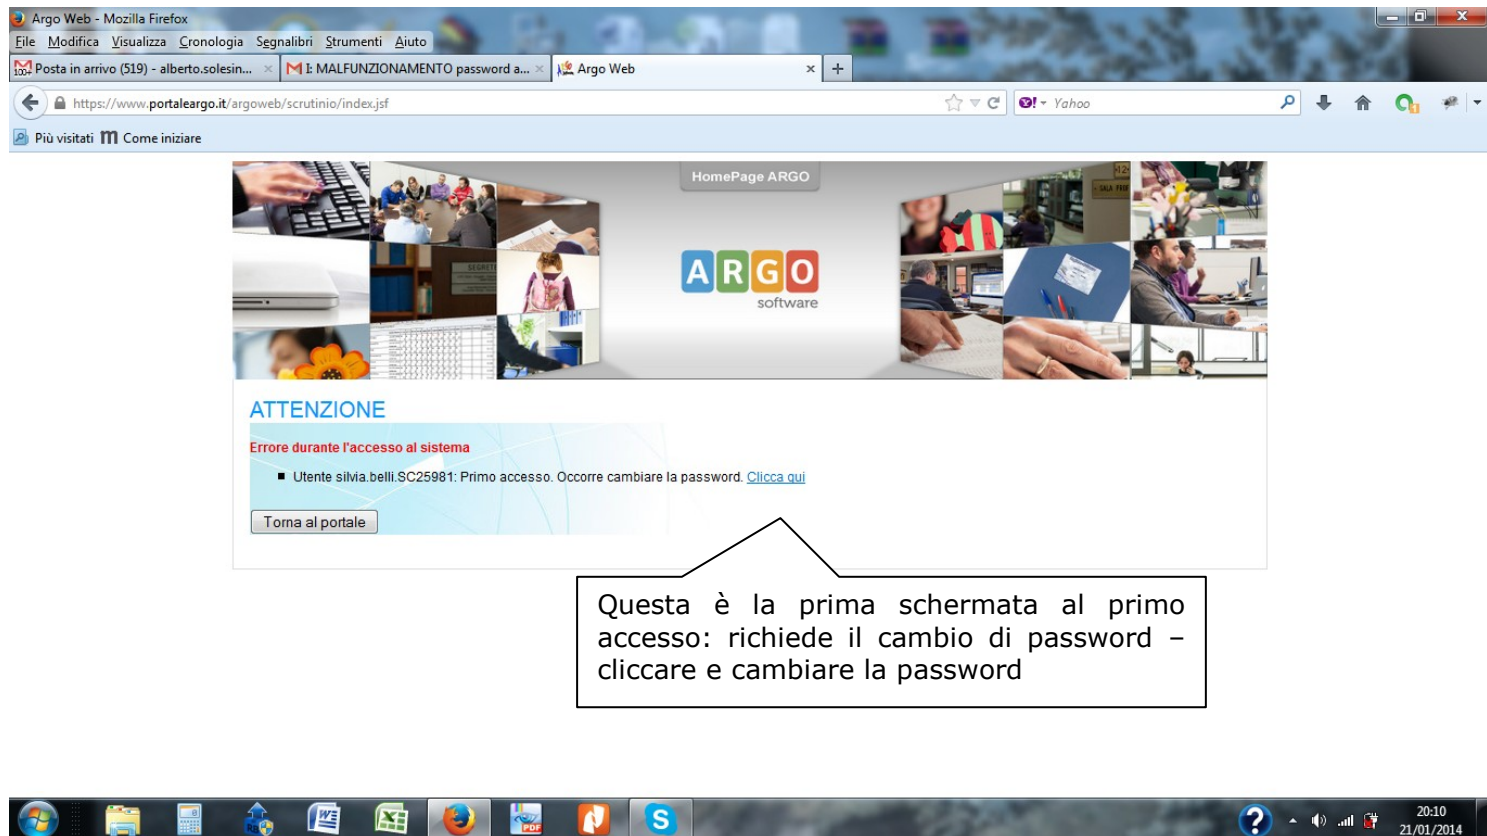 Argo Web - Mozilla Firefox
File Modifica Visualizza Cronologia Segnalibri Strumenti Aiuto
Posta in arrivo (519) - alberto.solesin...
I: MALFUNZIONAMENTO password a...
Argo Web
https://www.portaleargo.it/argoweb/scrutinio/index.jsf
Yahoo
Più visitati
Come iniziare
HomePage ARGO
ARGO
software
ATTENZIONE
Errore durante l'accesso al sistema
Utente silvia.belli.SC25981: Primo accesso. Occorre cambiare la password. Clicca qui
Torna al portale
Questa è la prima schermata al primo
accesso: richiede il cambio di password –
cliccare e cambiare la password
20:10
21/01/2014